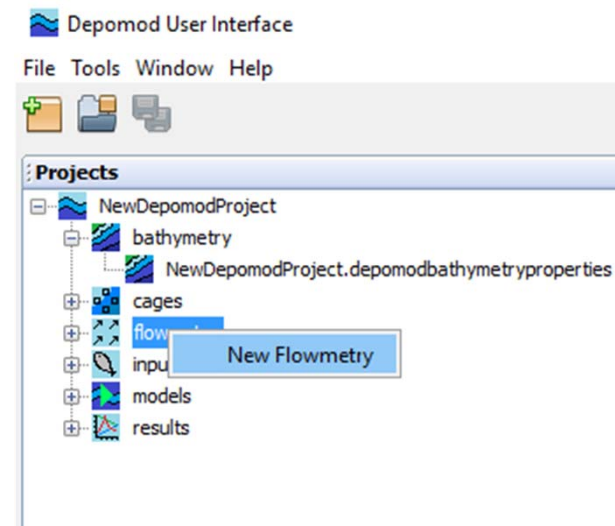 Depomod User Interface
File Tools Window Help
Projects
NewDepomodProject
bathymetry
NewDepomodProject.depomodbathymetryproperties
cages
New Flowmetry
models
results